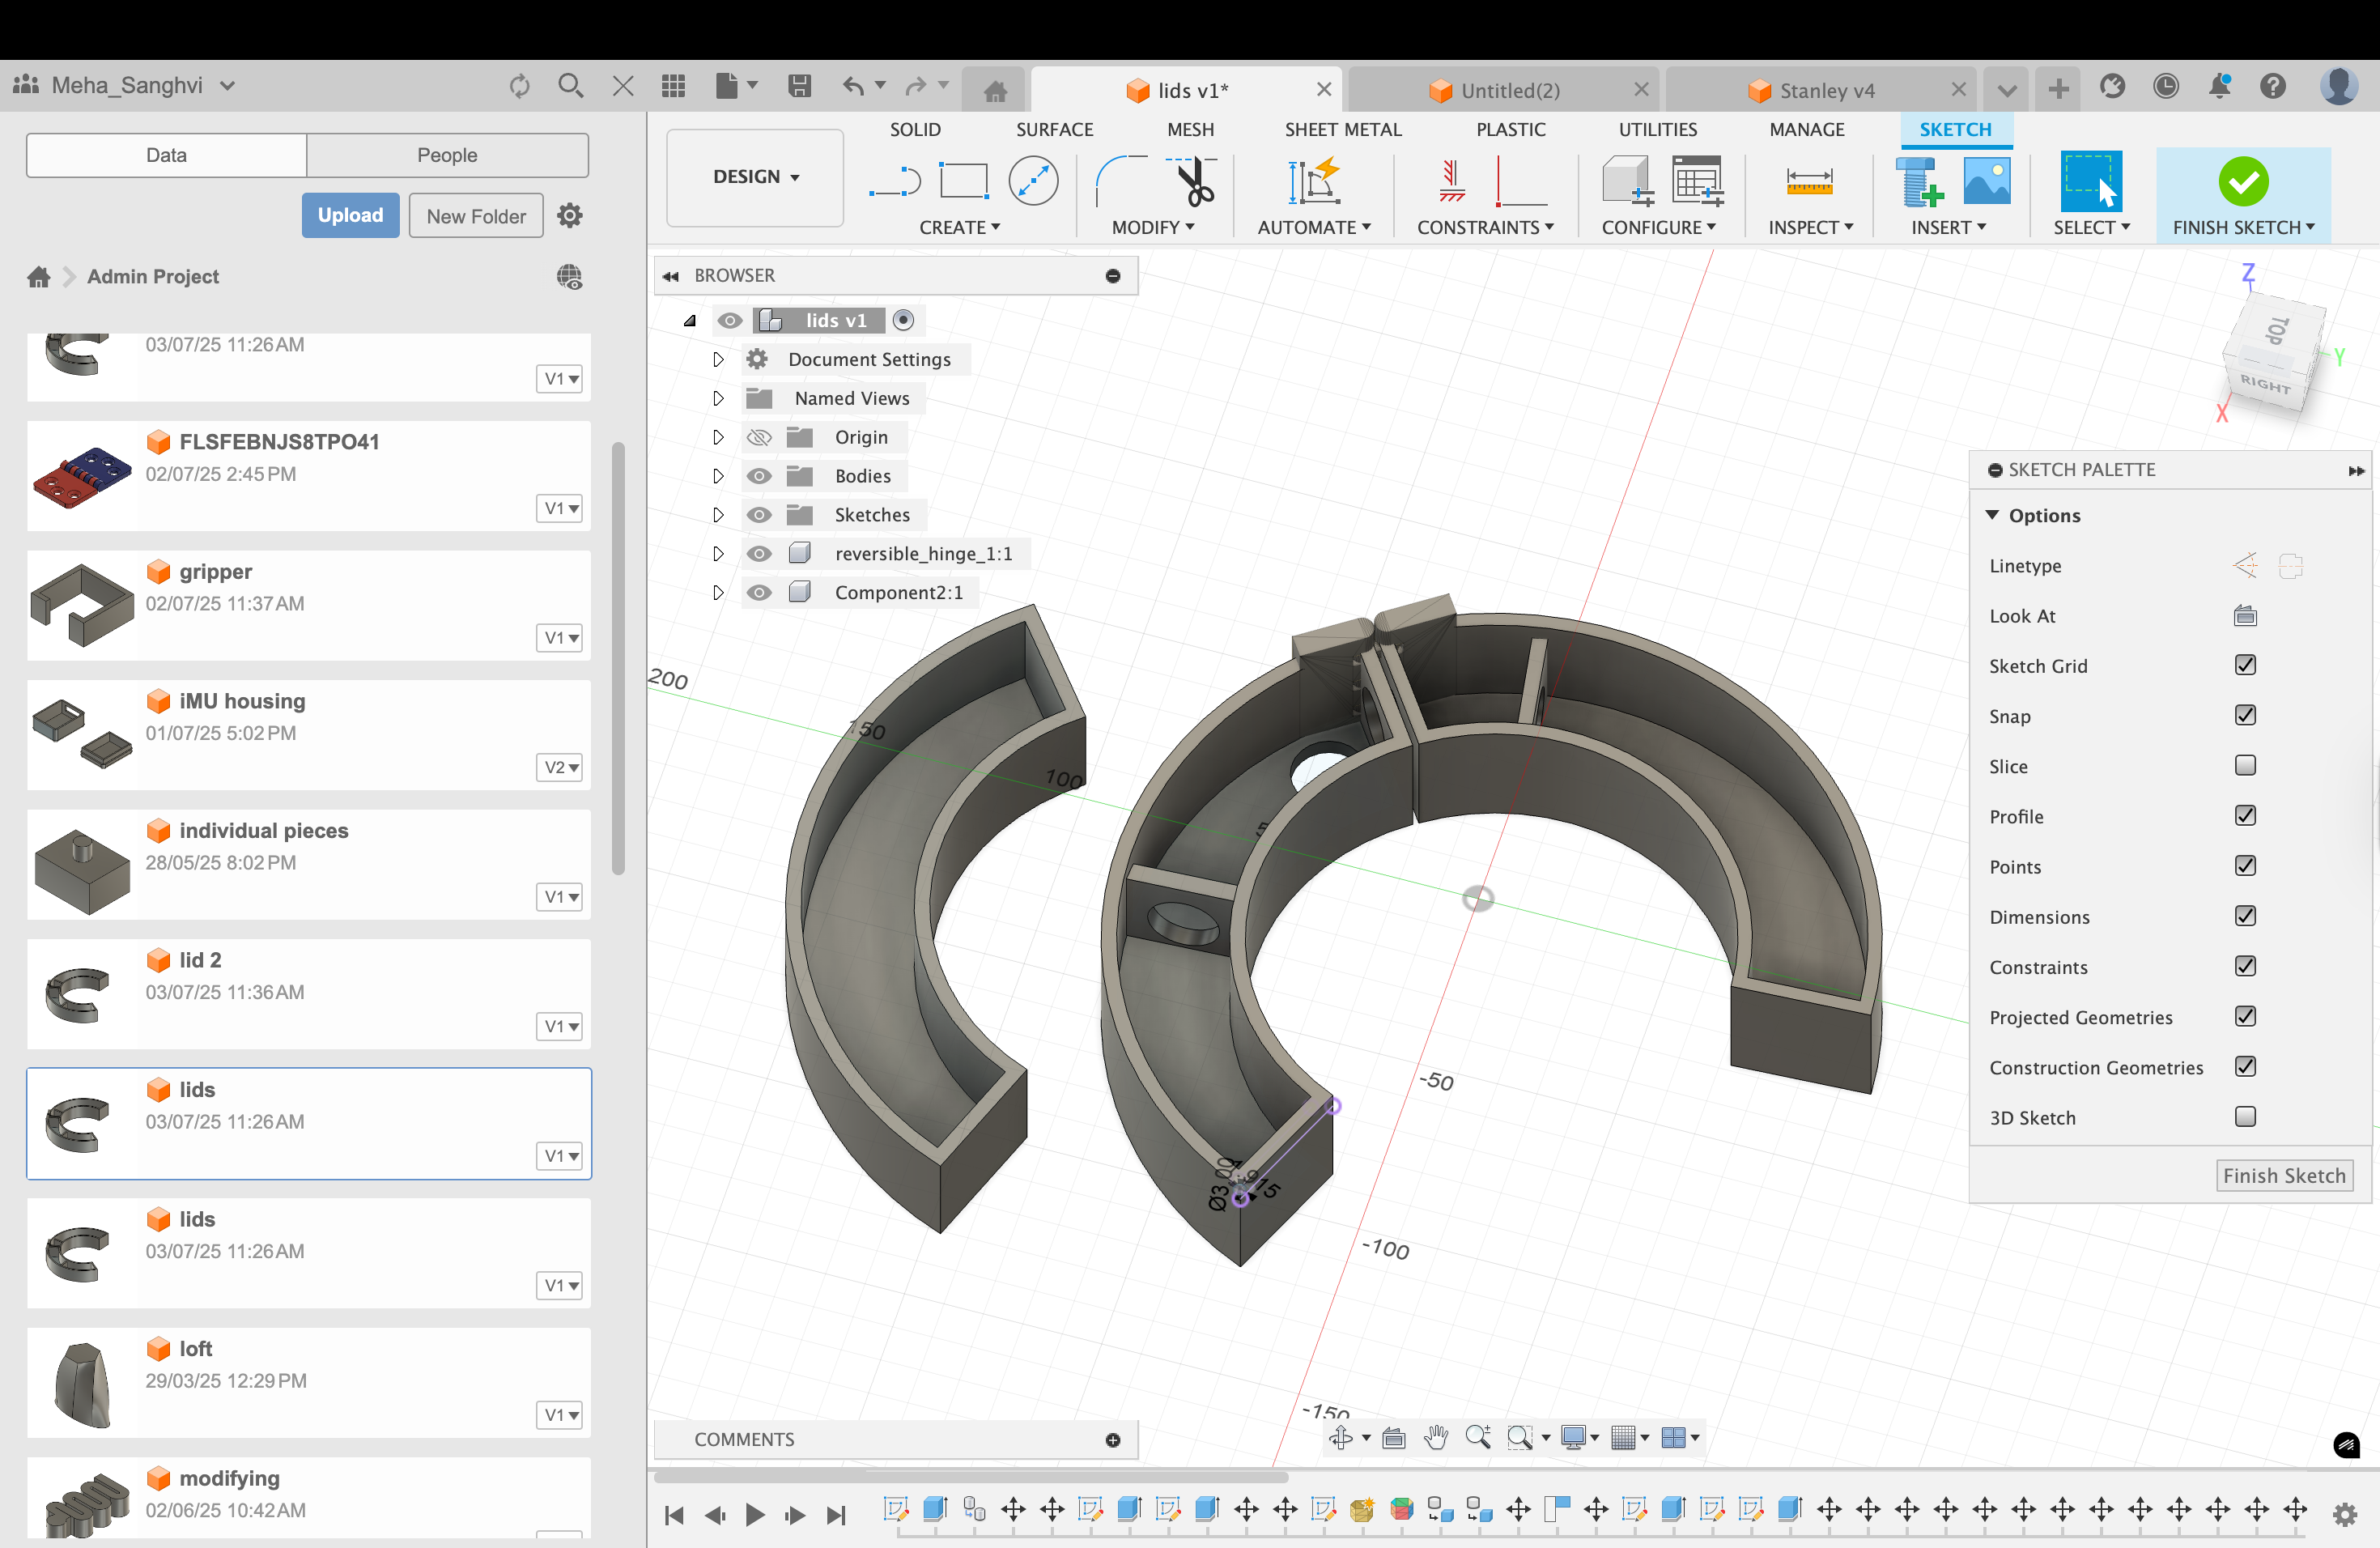 Meha_Sanghvi
lids v1*
Untitled(2)
Stanley v4
Data
People
Upload
New Folder
Admin Project
03/07/25 11:26 AM
V1
FLSFEBNJS8TPO41
02/07/25 2:45 PM
V1
gripper
02/07/25 11:37 AM
V1
iMU housing
01/07/25 5:02 PM
V2
individual pieces
28/05/25 8:02 PM
V1
lid 2
03/07/25 11:36 AM
V1
lids
03/07/25 11:26 AM
V1
lids
03/07/25 11:26 AM
V1
loft
29/03/25 12:29 PM
V1
modifying
02/06/25 10:42 AM
DESIGN
SOLID
SURFACE
MESH
SHEET METAL
PLASTIC
UTILITIES
MANAGE
SKETCH
CREATE
MODIFY
AUTOMATE
CONSTRAINTS
CONFIGURE
INSPECT
INSERT
SELECT
FINISH SKETCH
BROWSER
lids v1
Document Settings
Named Views
Origin
Bodies
Sketches
reversible_hinge_1:1
Component2:1
200
150
100
-50
-100
-150
Z
TOP
Y
RIGHT
X
SKETCH PALETTE
Options
Linetype
Look At
Sketch Grid
Snap
Slice
Profile
Points
Dimensions
Constraints
Projected Geometries
Construction Geometries
3D Sketch
Finish Sketch
COMMENTS